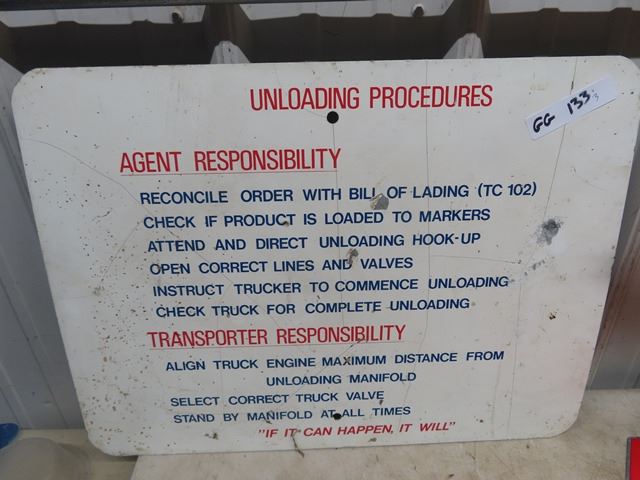 UNLOADING PROCEDURES
GG 133
AGENT RESPONSIBILITY
RECONCILE ORDER WITH BILL OF LADING (TC 102)
CHECK IF PRODUCT IS LOADED TO MARKERS
ATTEND AND DIRECT UNLOADING HOOK-UP
OPEN CORRECT LINES AND VALVES
INSTRUCT TRUCKER TO COMMENCE UNLOADING
CHECK TRUCK FOR COMPLETE UNLOADING
TRANSPORTER RESPONSIBILITY
ALIGN TRUCK ENGINE MAXIMUM DISTANCE FROM
UNLOADING MANIFOLD
SELECT CORRECT TRUCK VALVE
STAND BY MANIFOLD AT ALL TIMES
"IF IT CAN HAPPEN, IT WILL"